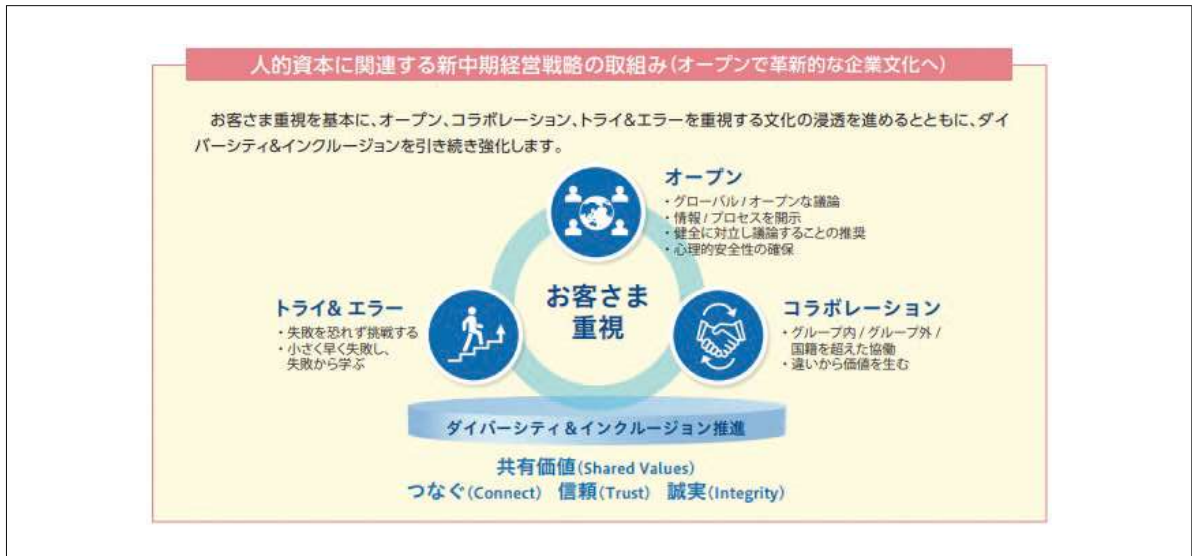 人的資本に関連する新中期経営戦略の取組み（オープンで革新的な企業文化へ）
お客さま重視を基本に、オープン、コラボレーション、トライ&エラーを重視する文化の浸透を進めるとともに、ダイ
バーシティ&インクルージョンを引き続き強化します。
オープン
・グローバル / オープンな議論
・情報 / プロセスを開示
・健全に対立し議論することの推奨
・心理的安全性の確保
お客さま
重視
トライ& エラー
・失敗を恐れず挑戦する
・小さく早く失敗し、
失敗から学ぶ
コラボレーション
・グループ内 / グループ外 /
国籍を超えた協働
・違いから価値を生む
ダイバーシティ＆インクルージョン推進
共有価値(Shared Values)
つなぐ(Connect) 信頼(Trust) 誠実(Integrity)